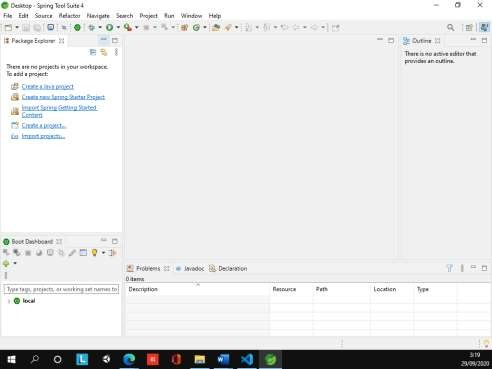 Desktop - Spring Tool Suite 4
File Edit Source Refactor Navigate Search Project Run Window Help
Package Explorer
There are no projects in your workspace.
To add a project:
Create a Java project
Create new Spring Starter Project
Import Spring Getting Started
Content
Create a project...
Import projects...
Outline
There is no active editor that
provides an outline.
Boot Dashboard
Type tags, projects, or working set names to
local
Problems Javadoc Declaration
0 items
Description Resource Path Location Type
3:19
29/09/2020